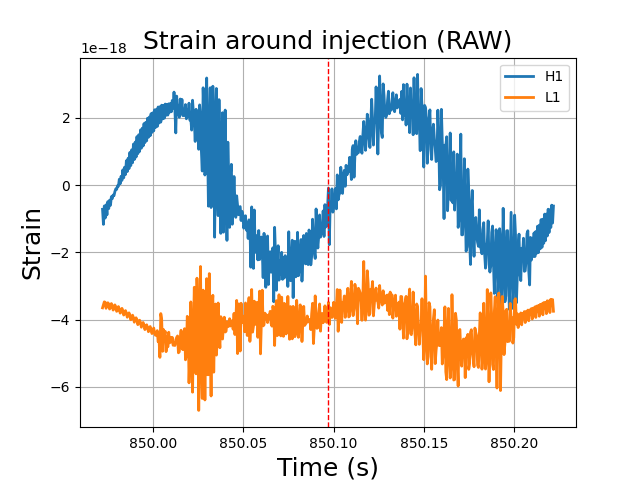 Strain around injection (RAW)
1e−18
H1
L1
2
0
−2
−4
−6
Strain
850.00 850.05 850.10 850.15 850.20
Time (s)